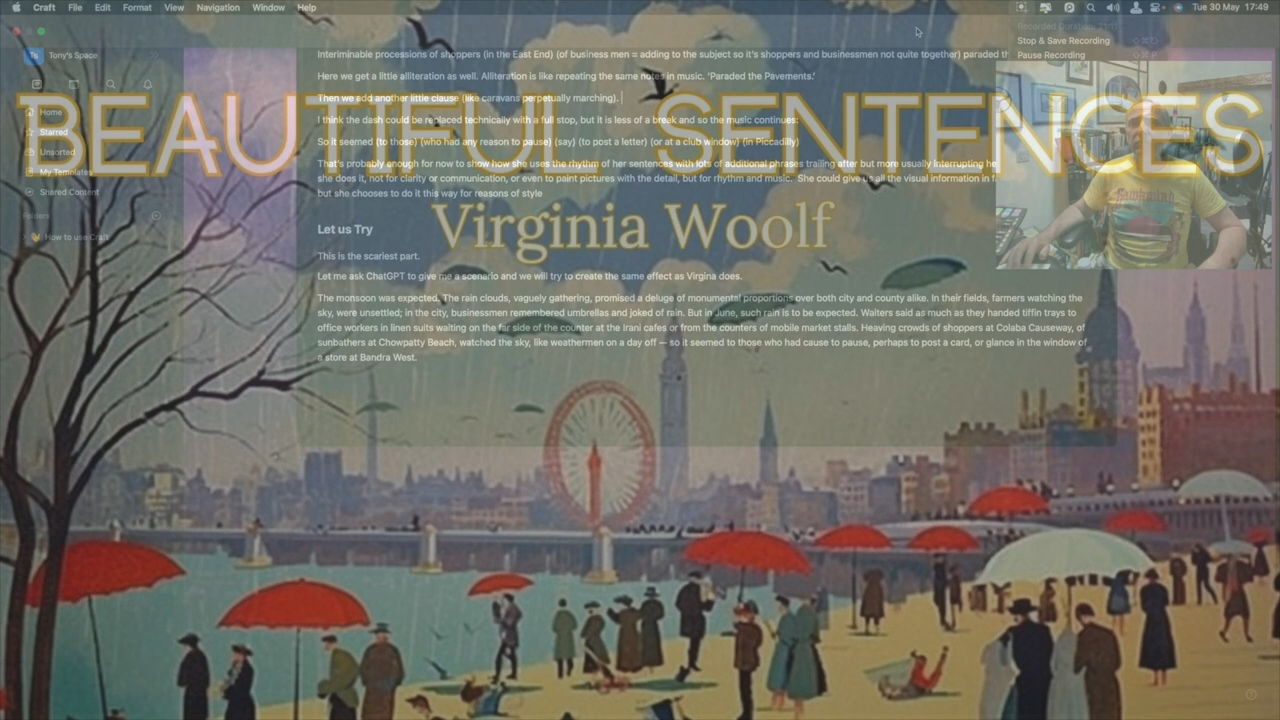 Craft File Edit Format View Navigation Window Help Tue 30 May 17:49
Recorded Duration
Stop & Save Recording
Pause Recording
Ts Tony's Space
Home
Starred
Unsorted
My Templates
Shared Content
Folders
How to use Craft
Interiminable processions of shoppers (in the East End) (of business men = adding to the subject so it's shoppers and businessmen not quite together) paraded th
Here we get a little alliteration as well. Alliteration is like repeating the same notes in music. 'Paraded the Pavements.'
Then we add another little clause (like caravans perpetually marching).
I think the dash could be replaced technically with a full stop, but it is less of a break and so the music continues:
So it seemed (to those) (who had any reason to pause) (say) (to post a letter) (or at a club window) (in Piccadilly)
That's probably enough for now to show how she uses the rhythm of her sentences with lots of additional phrases trailing after but more usually interrupting he
she does it, not for clarity or communication, or even to paint pictures with the detail, but for rhythm and music. She could give us all the visual information in f
but she chooses to do it this way for reasons of style
BEAUTIFUL SENTENCES
Virginia Woolf
Let us Try
This is the scariest part.
Let me ask ChatGPT to give me a scenario and we will try to create the same effect as Virgina does.
The monsoon was expected. The rain clouds, vaguely gathering, promised a deluge of monumental proportions over both city and county alike. In their fields, farmers watching the
sky, were unsettled; in the city, businessmen remembered umbrellas and joked of rain. But in June, such rain is to be expected. Waiters said as much as they handed tiffin trays to
office workers in linen suits waiting on the far side of the counter at the Irani cafes or from the counters of mobile market stalls. Heaving crowds of shoppers at Colaba Causeway, of
sunbathers at Chowpatty Beach, watched the sky, like weathermen on a day off — so it seemed to those who had cause to pause, perhaps to post a card, or glance in the window of
a store at Bandra West.